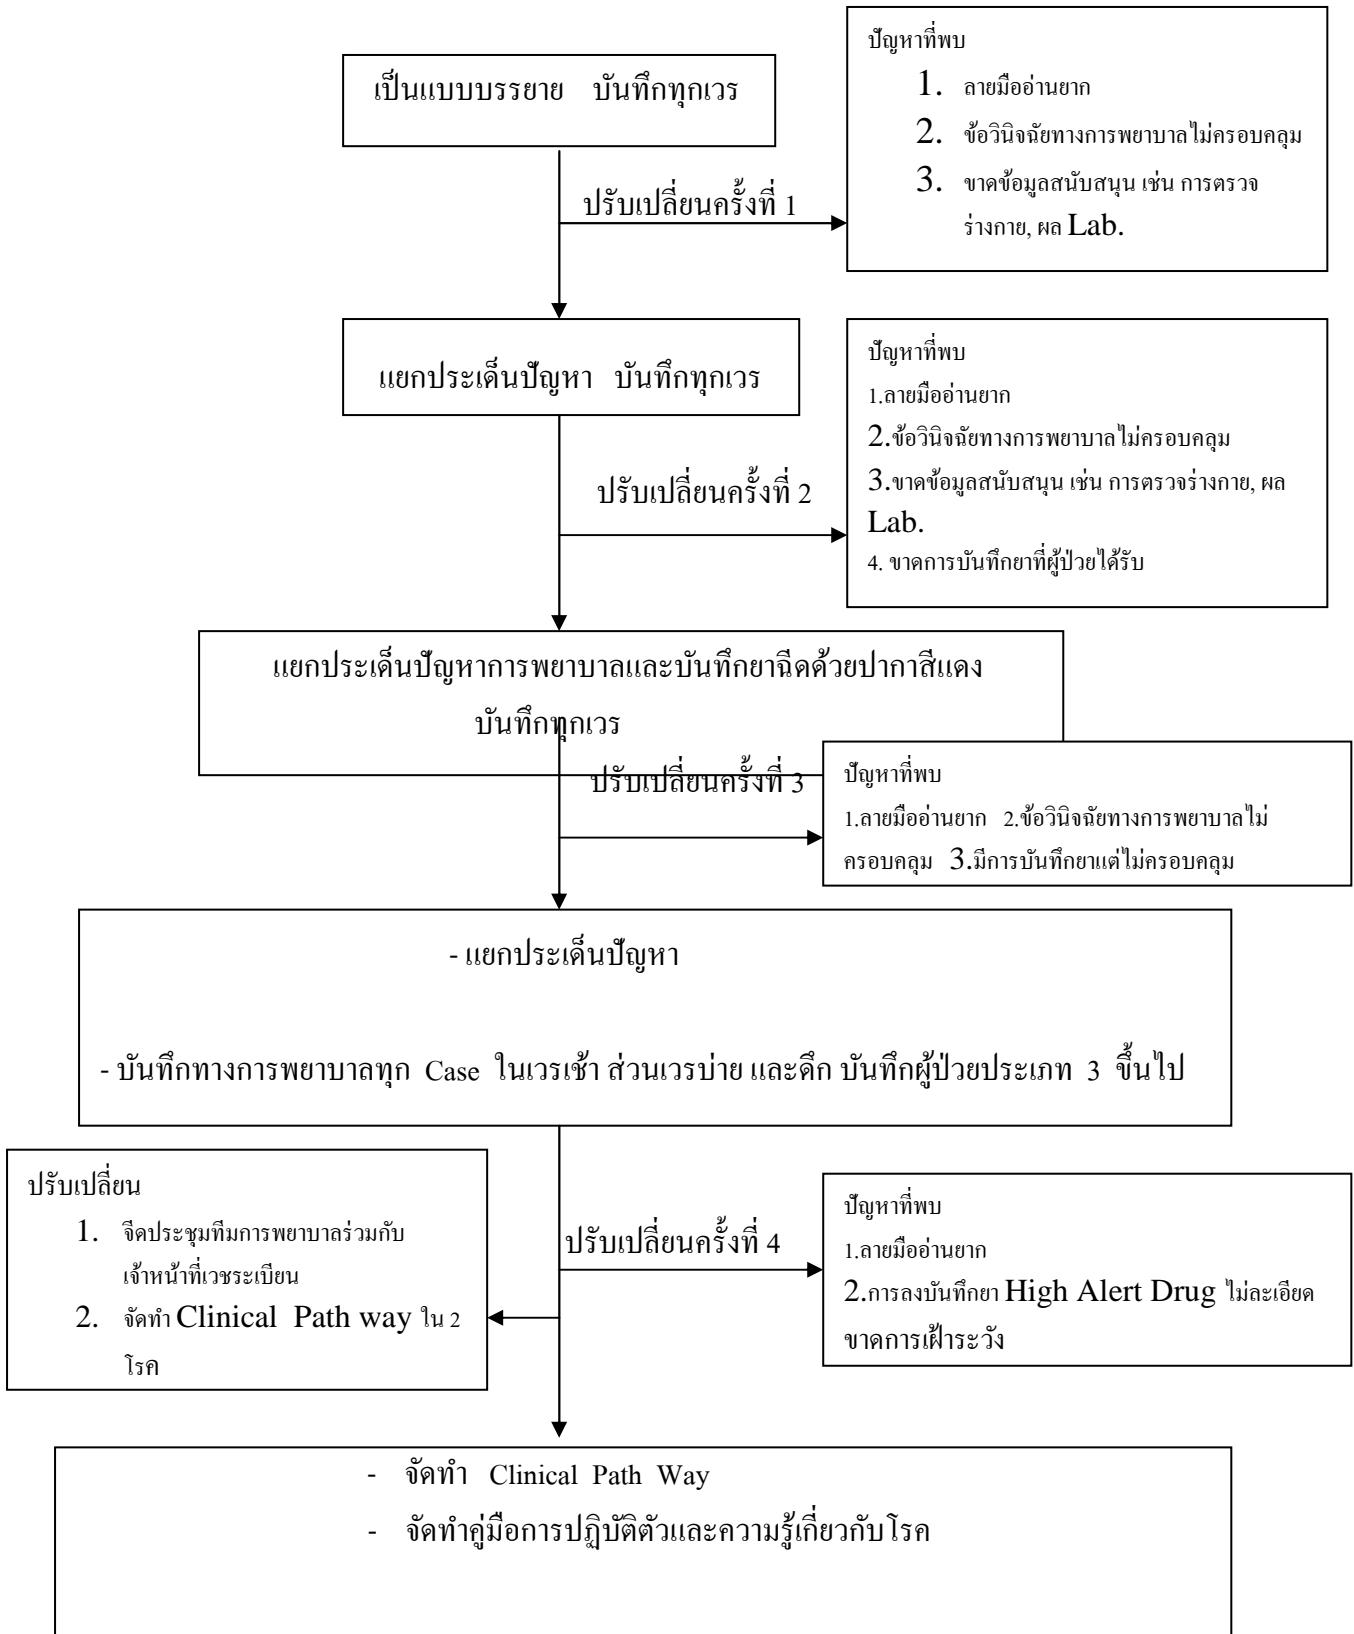 เป็นแบบบรรยาย บันทึกทุกเวร
ปัญหาที่พบ
1. ลายมืออ่านยาก
2. ข้อวินิจฉัยทางการพยาบาลไม่ครอบคลุม
3. ขาดข้อมูลสนับสนุน เช่น การตรวจ
ร่างกาย, ผล Lab.
ปรับเปลี่ยนครั้งที่ 1
แยกประเด็นปัญหา บันทึกทุกเวร
ปัญหาที่พบ
1.ลายมืออ่านยาก
2.ข้อวินิจฉัยทางการพยาบาลไม่ครอบคลุม
3.ขาดข้อมูลสนับสนุน เช่น การตรวจร่างกาย, ผล
Lab.
4. ขาดการบันทึกยาที่ผู้ป่วยได้รับ
ปรับเปลี่ยนครั้งที่ 2
แยกประเด็นปัญหาการพยาบาลและบันทึกยาฉีดด้วยปากาสีแดง
บันทึกทุกเวร
ปรับเปลี่ยนครั้งที่ 3
ปัญหาที่พบ
1.ลายมืออ่านยาก 2.ข้อวินิจฉัยทางการพยาบาลไม่
ครอบคลุม 3.มีการบันทึกยาแต่ไม่ครอบคลุม
- แยกประเด็นปัญหา
- บันทึกทางการพยาบาลทุก Case ในเวรเช้า ส่วนเวรบ่าย และดึก บันทึกผู้ป่วยประเภท 3 ขึ้นไป
ปรับเปลี่ยน
1. จีดประชุมทีมการพยาบาลร่วมกับ
เจ้าหน้าที่เวชระเบียน
2. จัดทำ Clinical Path way ใน 2
โรค
ปรับเปลี่ยนครั้งที่ 4
ปัญหาที่พบ
1.ลายมืออ่านยาก
2.การลงบันทึกยา High Alert Drug ไม่ละเอียด
ขาดการเฝ้าระวัง
- จัดทำ Clinical Path Way
- จัดทำคู่มือการปฏิบัติตัวและความรู้เกี่ยวกับโรค